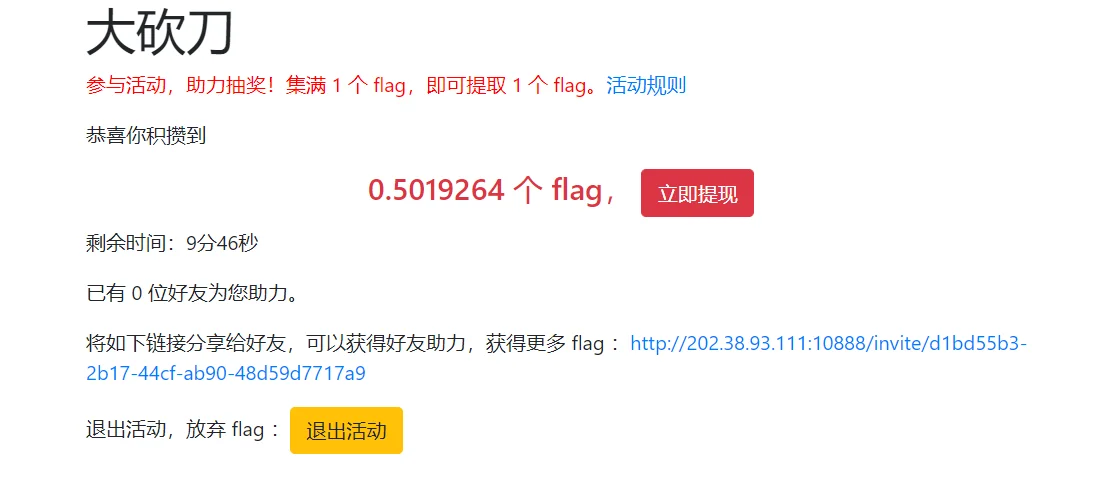 大砍刀
参与活动，助力抽奖！集满 1 个 flag，即可提取 1 个 flag。活动规则
恭喜你积攒到
0.5019264 个 flag， 立即提现
剩余时间：9分46秒
已有 0 位好友为您助力。
将如下链接分享给好友，可以获得好友助力，获得更多 flag ：http://202.38.93.111:10888/invite/d1bd55b3-
2b17-44cf-ab90-48d59d7717a9
退出活动，放弃 flag ： 退出活动